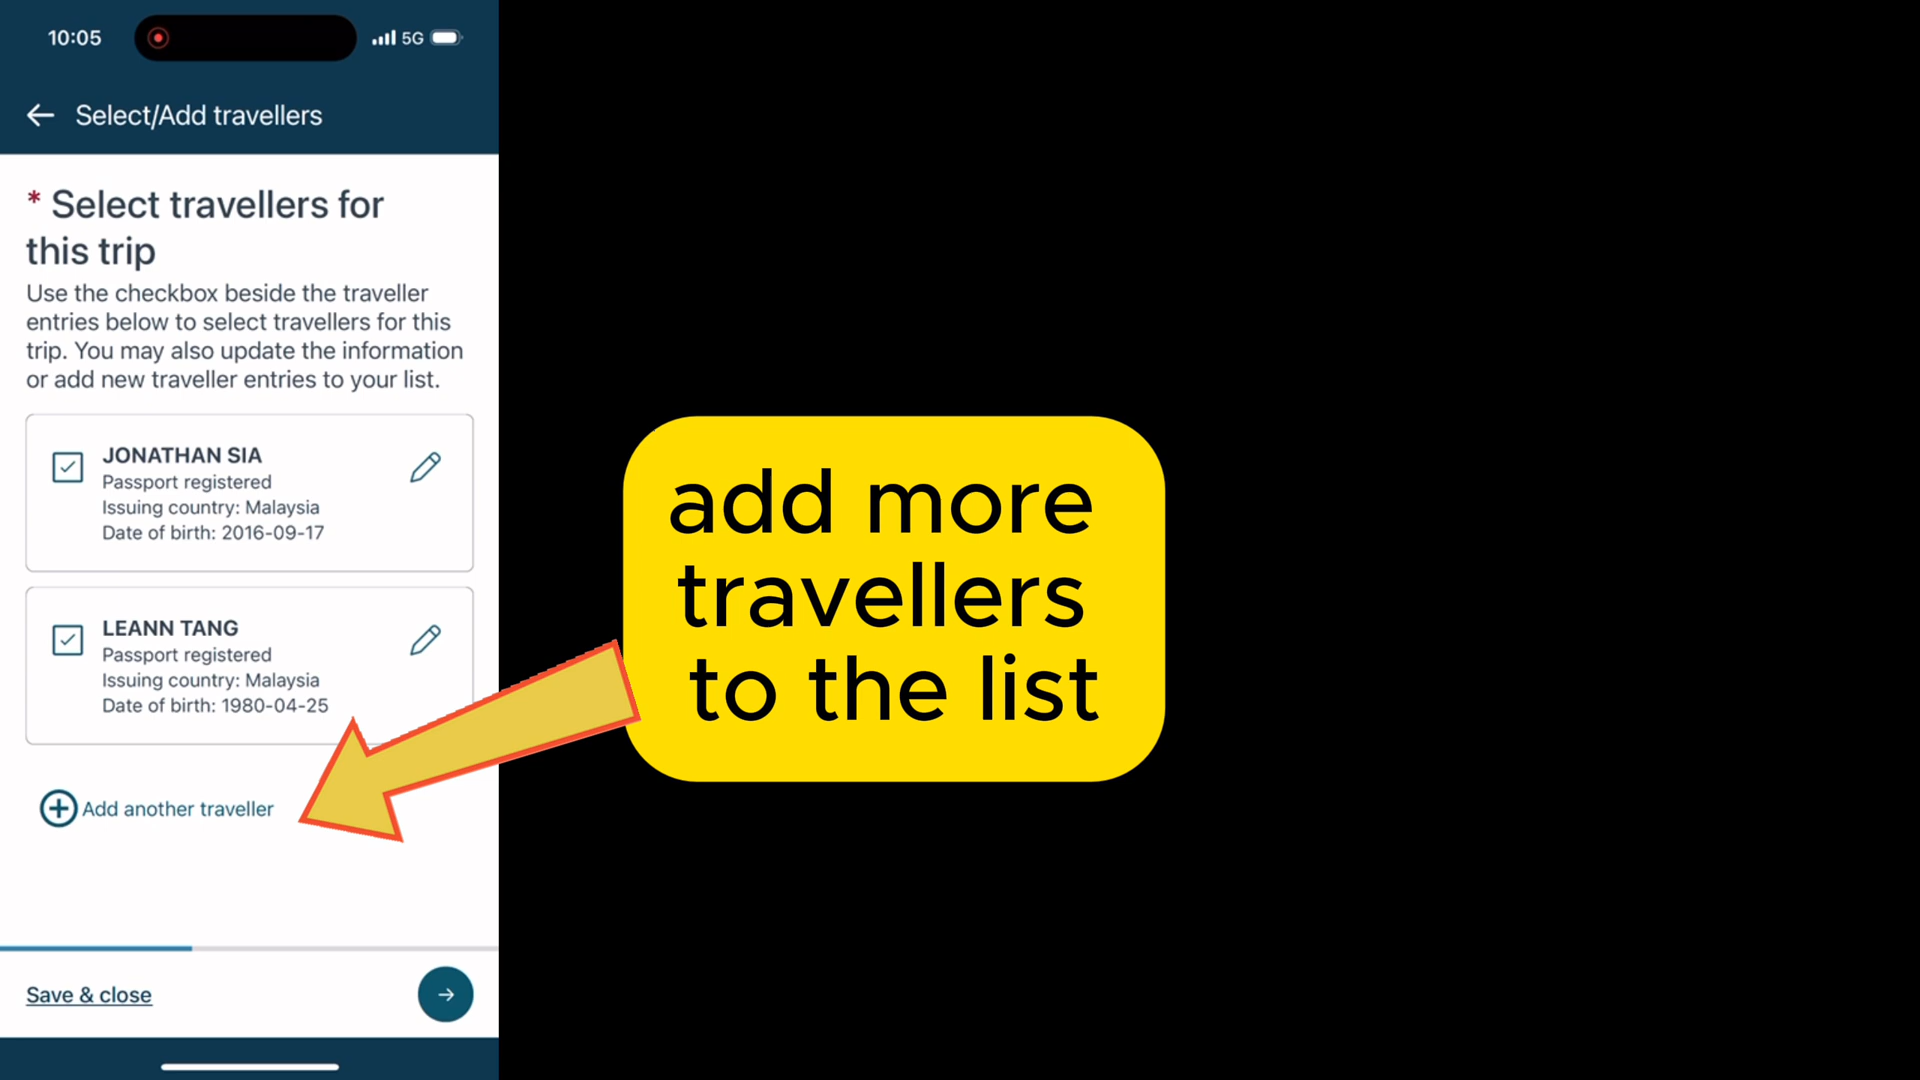 10:05
5G
Select/Add travellers
* Select travellers for
this trip
Use the checkbox beside the traveller
entries below to select travellers for this
trip. You may also update the information
or add new traveller entries to your list.
JONATHAN SIA
Passport registered
Issuing country: Malaysia
Date of birth: 2016-09-17
LEANN TANG
Passport registered
Issuing country: Malaysia
Date of birth: 1980-04-25
Add another traveller
Save & close
add more
travellers
to the list